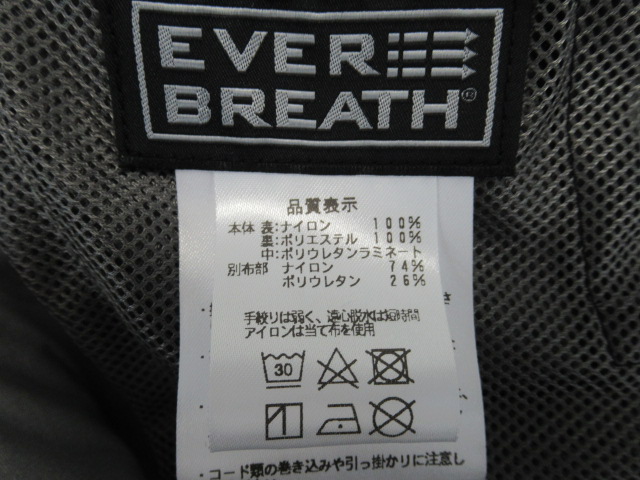 EVER
BREATH®
品質表示
本体 表:ナイロン 100%
裏:ポリエステル 100%
中:ポリウレタンラミネート
別布部 ナイロン 74%
ポリウレタン 26%
手絞りは弱く、遠心脱水は短時間
アイロンは当て布を使用
30
・コード類の巻き込みや引っ掛かりに注意し